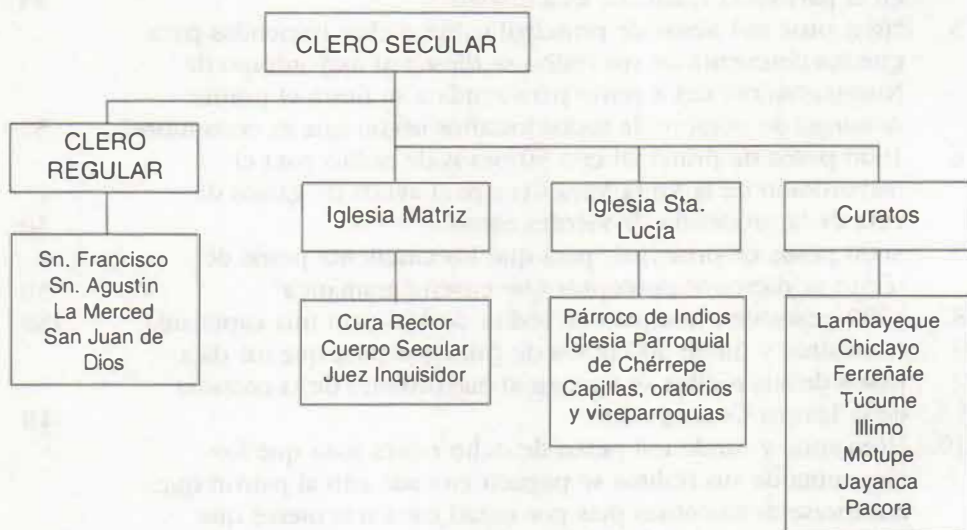 CLERO SECULAR
CLERO
REGULAR
Sn. Francisco
Sn. Agustin
La Merced
San Juan de
Dios
Iglesia Matriz
Cura Rector
Cuerpo Secular
Juez Inquisidor
Iglesia Sta.
Lucía
Párroco de Indios
Iglesia Parroquial
de Chérrepe
Capillas, oratorios
y viceparroquias
Curatos
Lambayeque
Chiclayo
Ferreñafe
Túcume
Illimo
Motupe
Jayanca
Pacora